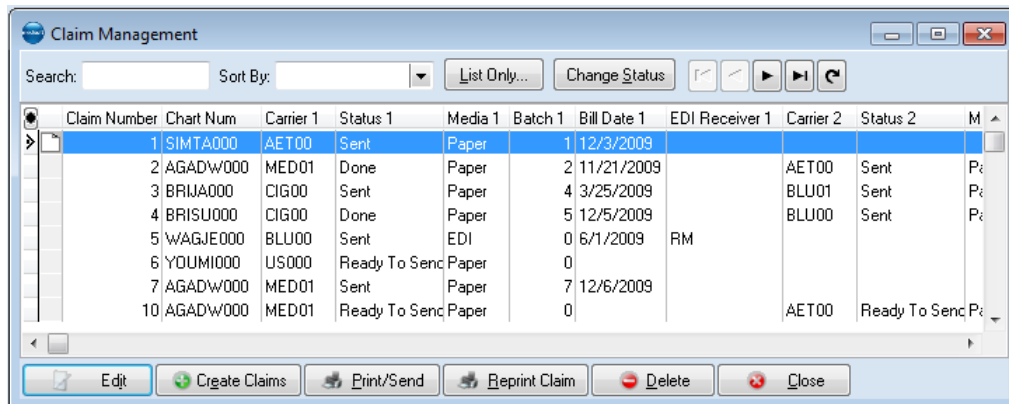 Claim Management
Search: Sort By: List Only... Change Status
Claim Number Chart Num Carrier 1 Status 1 Media 1 Batch 1 Bill Date 1 EDI Receiver 1 Carrier 2 Status 2 M
1 SIMTA000 AET00 Sent Paper 1 12/3/2009
2 AGADW000 MED01 Done Paper 2 11/21/2009 AET00 Sent Pa
3 BRIJA000 CIG00 Sent Paper 4 3/25/2009 BLU01 Sent Pa
4 BRISU000 CIG00 Done Paper 5 12/5/2009 BLU00 Sent Pa
5 WAGJE000 BLU00 Sent EDI 0 6/1/2009 RM
6 YOUMI000 US000 Ready To Send Paper 0
7 AGADW000 MED01 Sent Paper 7 12/6/2009
10 AGADW000 MED01 Ready To Send Paper 0 AET00 Ready To Send Pa
Edit Create Claims Print/Send Reprint Claim Delete Close